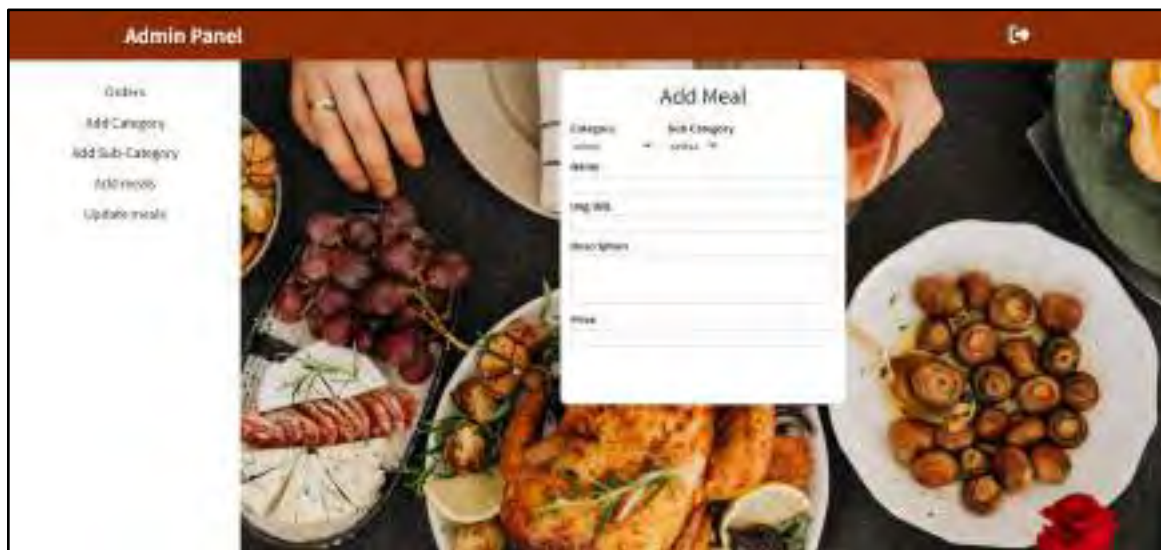 Admin Panel
Orders
Add Category
Add Sub-Category
Add meals
Update meals
Add Meal
Category Sub Category
Name
Img URL
Description
Price